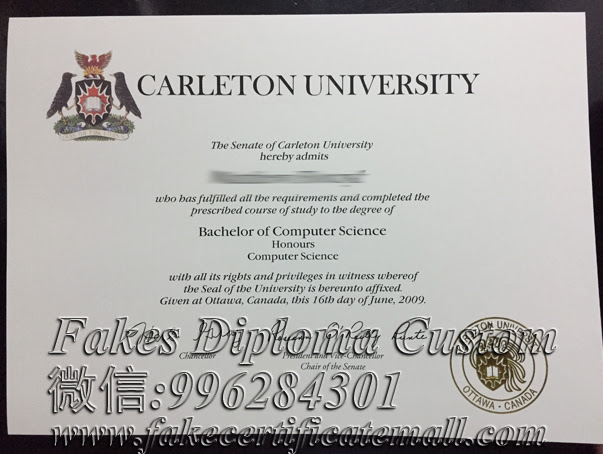 CARLETON UNIVERSITY
The Senate of Carleton University
hereby admits
who has fulfilled all the requirements and completed the
prescribed course of study to the degree of
Bachelor of Computer Science
Honours
Computer Science
with all its rights and privileges in witness whereof
the Seal of the University is hereunto affixed.
Given at Ottawa, Canada, this 16th day of June, 2009.
Fakes Diploma Custom
Chancellor
President and Vice-Chancellor
Chair of the Senate
CARLETON UNIVERSITY
OTTAWA · CANADA
微信:996284301
www.fakecertificatemall.com